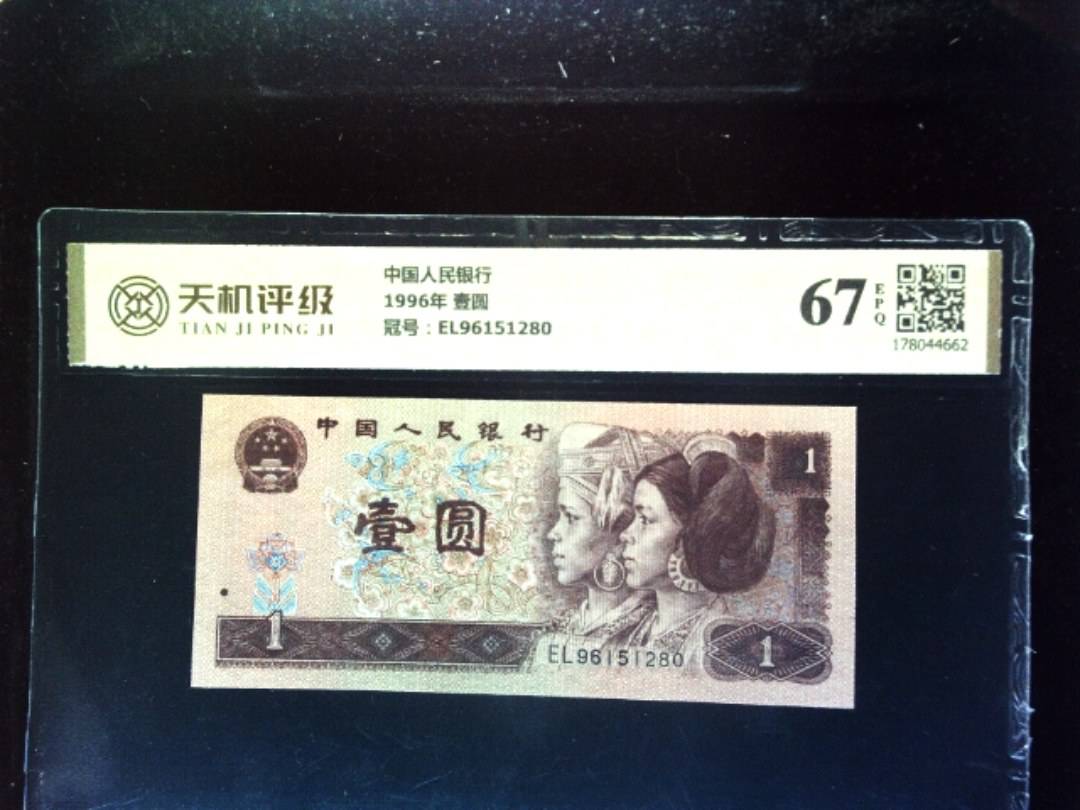 天机评级
TIAN JI PING JI
中国人民银行
1996年 壹圆
冠号：EL96151280
67
EPQ
178044662
中国人民银行
1
壹圆
1
EL96151280
1